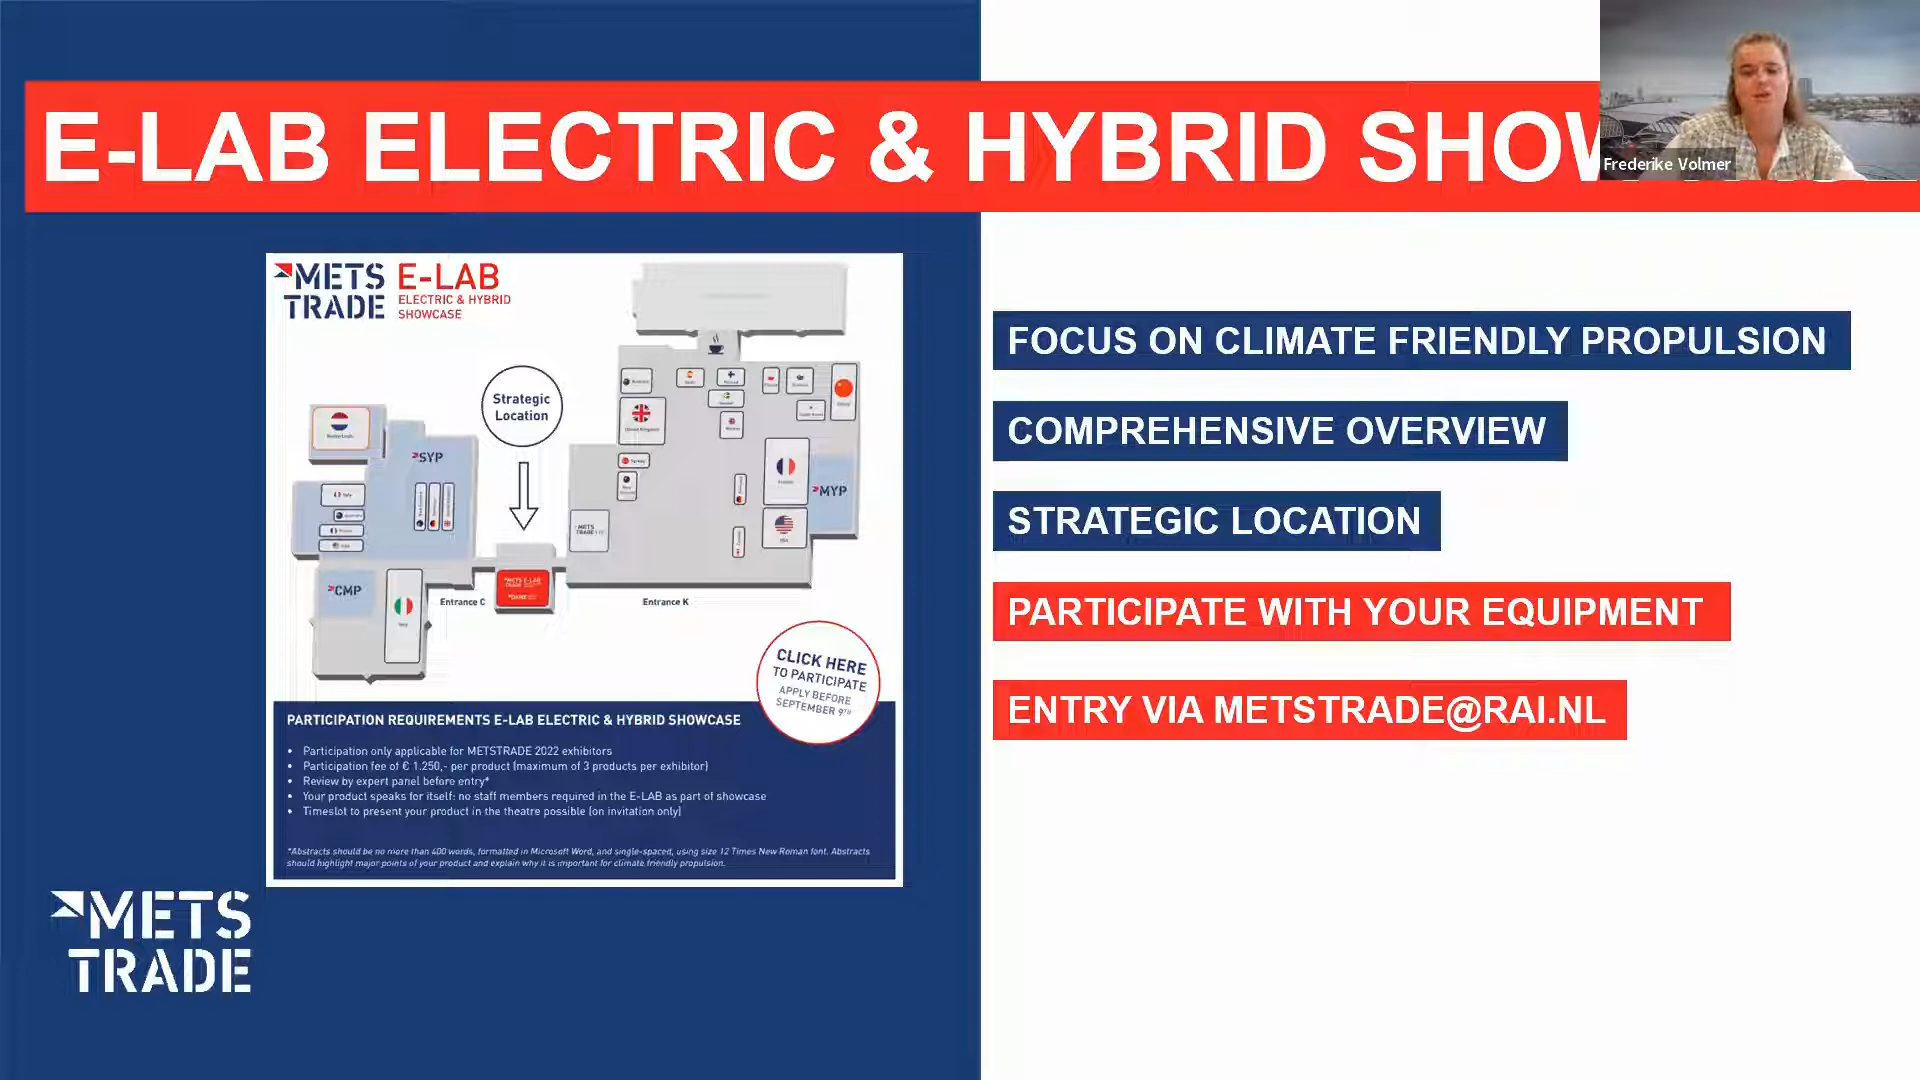 E-LAB ELECTRIC & HYBRID SHOW
Frederike Volmer
METS
TRADE
E-LAB
ELECTRIC & HYBRID
SHOWCASE
Strategic
Location
SYP
MYP
CMP
United Kingdom
USA
Italy
METS
TRADE
Entrance C
Entrance K
CLICK HERE
TO PARTICIPATE
APPLY BEFORE
SEPTEMBER 9TH
PARTICIPATION REQUIREMENTS E-LAB ELECTRIC & HYBRID SHOWCASE
• Participation only applicable for METSTRADE 2022 exhibitors
• Participation fee of € 1.250,- per product (maximum of 3 products per exhibitor)
• Review by expert panel before entry*
• Your product speaks for itself: no staff members required in the E-LAB as part of showcase
• Timeslot to present your product in the theatre possible (on invitation only)
*Abstracts should be no more than 400 words, formatted in Microsoft Word, and single-spaced, using size 12 Times New Roman font. Abstracts
should highlight major points of your product and explain why it is important for climate friendly propulsion.
FOCUS ON CLIMATE FRIENDLY PROPULSION
COMPREHENSIVE OVERVIEW
STRATEGIC LOCATION
PARTICIPATE WITH YOUR EQUIPMENT
ENTRY VIA METSTRADE@RAI.NL
METS
TRADE